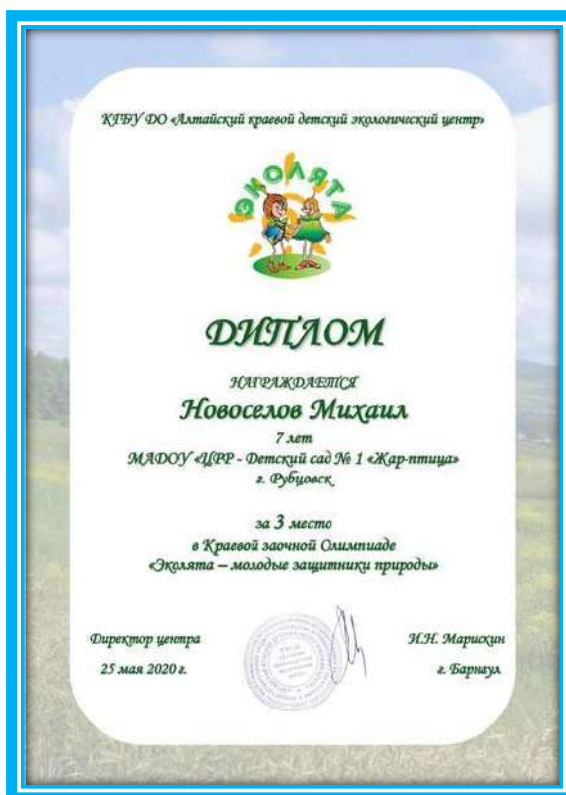 КГБУ ДО «Алтайский краевой детский экологический центр»
ЭКОЛЯТА
ДИПЛОМ
НАГРАЖДАЕТСЯ
Новоселов Михаил
7 лет
МАДОУ «ЦРР - Детский сад № 1 «Жар-птица»
г. Рубцовск
за 3 место
в Краевой заочной Олимпиаде
«Эколята – молодые защитники природы»
Директор центра
И.Н. Марискин
25 мая 2020 г.
г. Барнаул